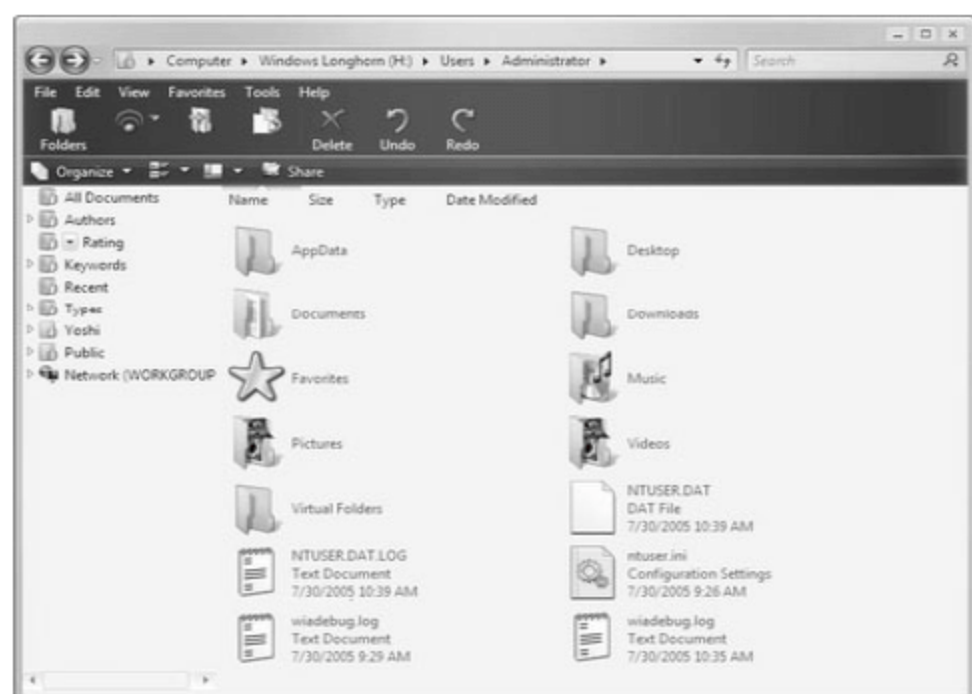 Computer Windows Longhorn (H:) Users Administrator Search
File Edit View Favorites Tools Help
Folders Delete Undo Redo
Organize Share
All Documents
Authors
Rating
Keywords
Recent
Types
Yoshi
Public
Network (WORKGROUP
Name Size Type Date Modified
AppData
Desktop
Documents
Downloads
Favorites
Music
Pictures
Videos
Virtual Folders
NTUSER.DAT
DAT File
7/30/2005 10:39 AM
NTUSER.DAT.LOG
Text Document
7/30/2005 10:39 AM
ntuser.ini
Configuration Settings
7/30/2005 9:26 AM
wiadebug.log
Text Document
7/30/2005 9:29 AM
wiadebug.log
Text Document
7/30/2005 10:35 AM